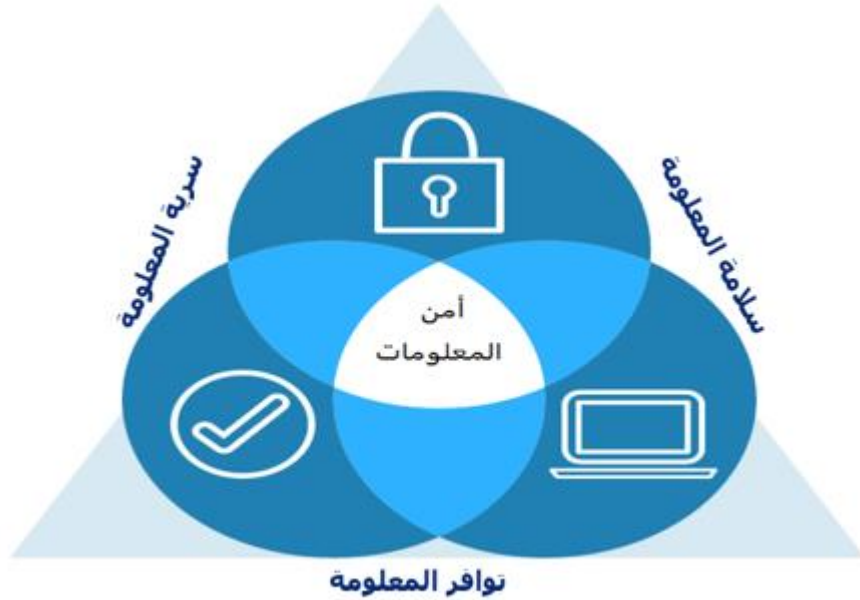 سرية المعلومة
سلامة المعلومة
أمن
المعلومات
توافر المعلومة